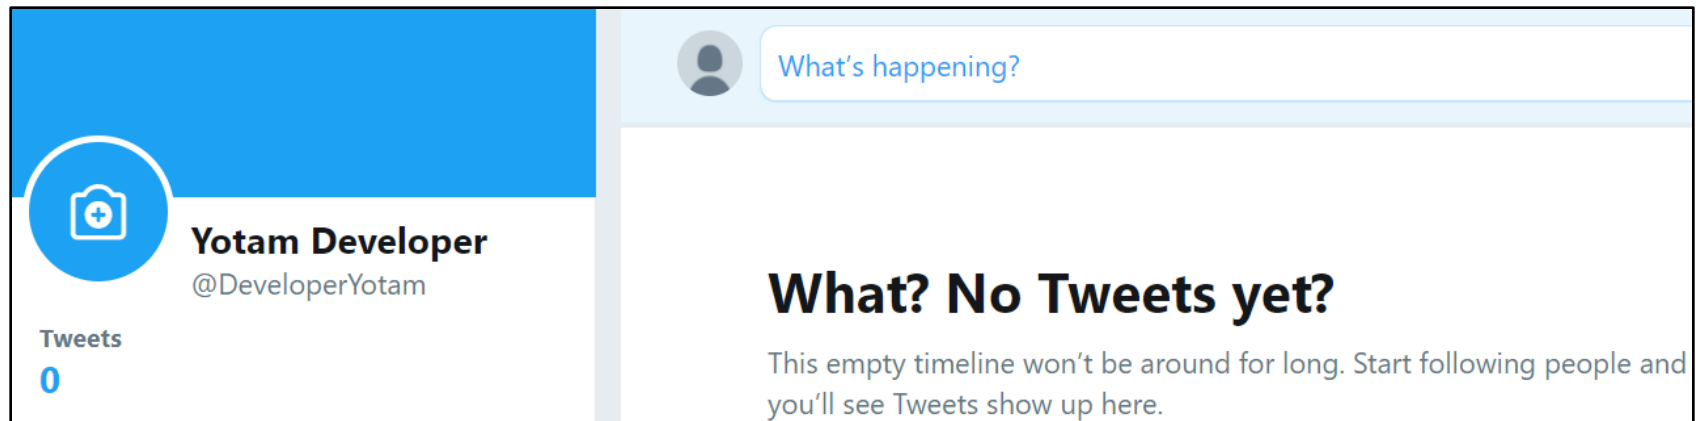 Yotam Developer
@DeveloperYotam
Tweets
0
What’s happening?
What? No Tweets yet?
This empty timeline won’t be around for long. Start following people and
you’ll see Tweets show up here.